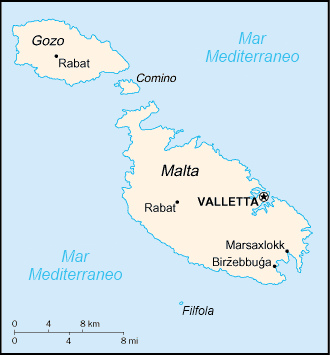 Gozo
Rabat
Mar
Mediterraneo
Comino
Malta
Rabat
VALLETTA
Marsaxlokk
Biržebbuġa
Mar
Mediterraneo
Filfola
0 4 8 km
0 4 8 mi